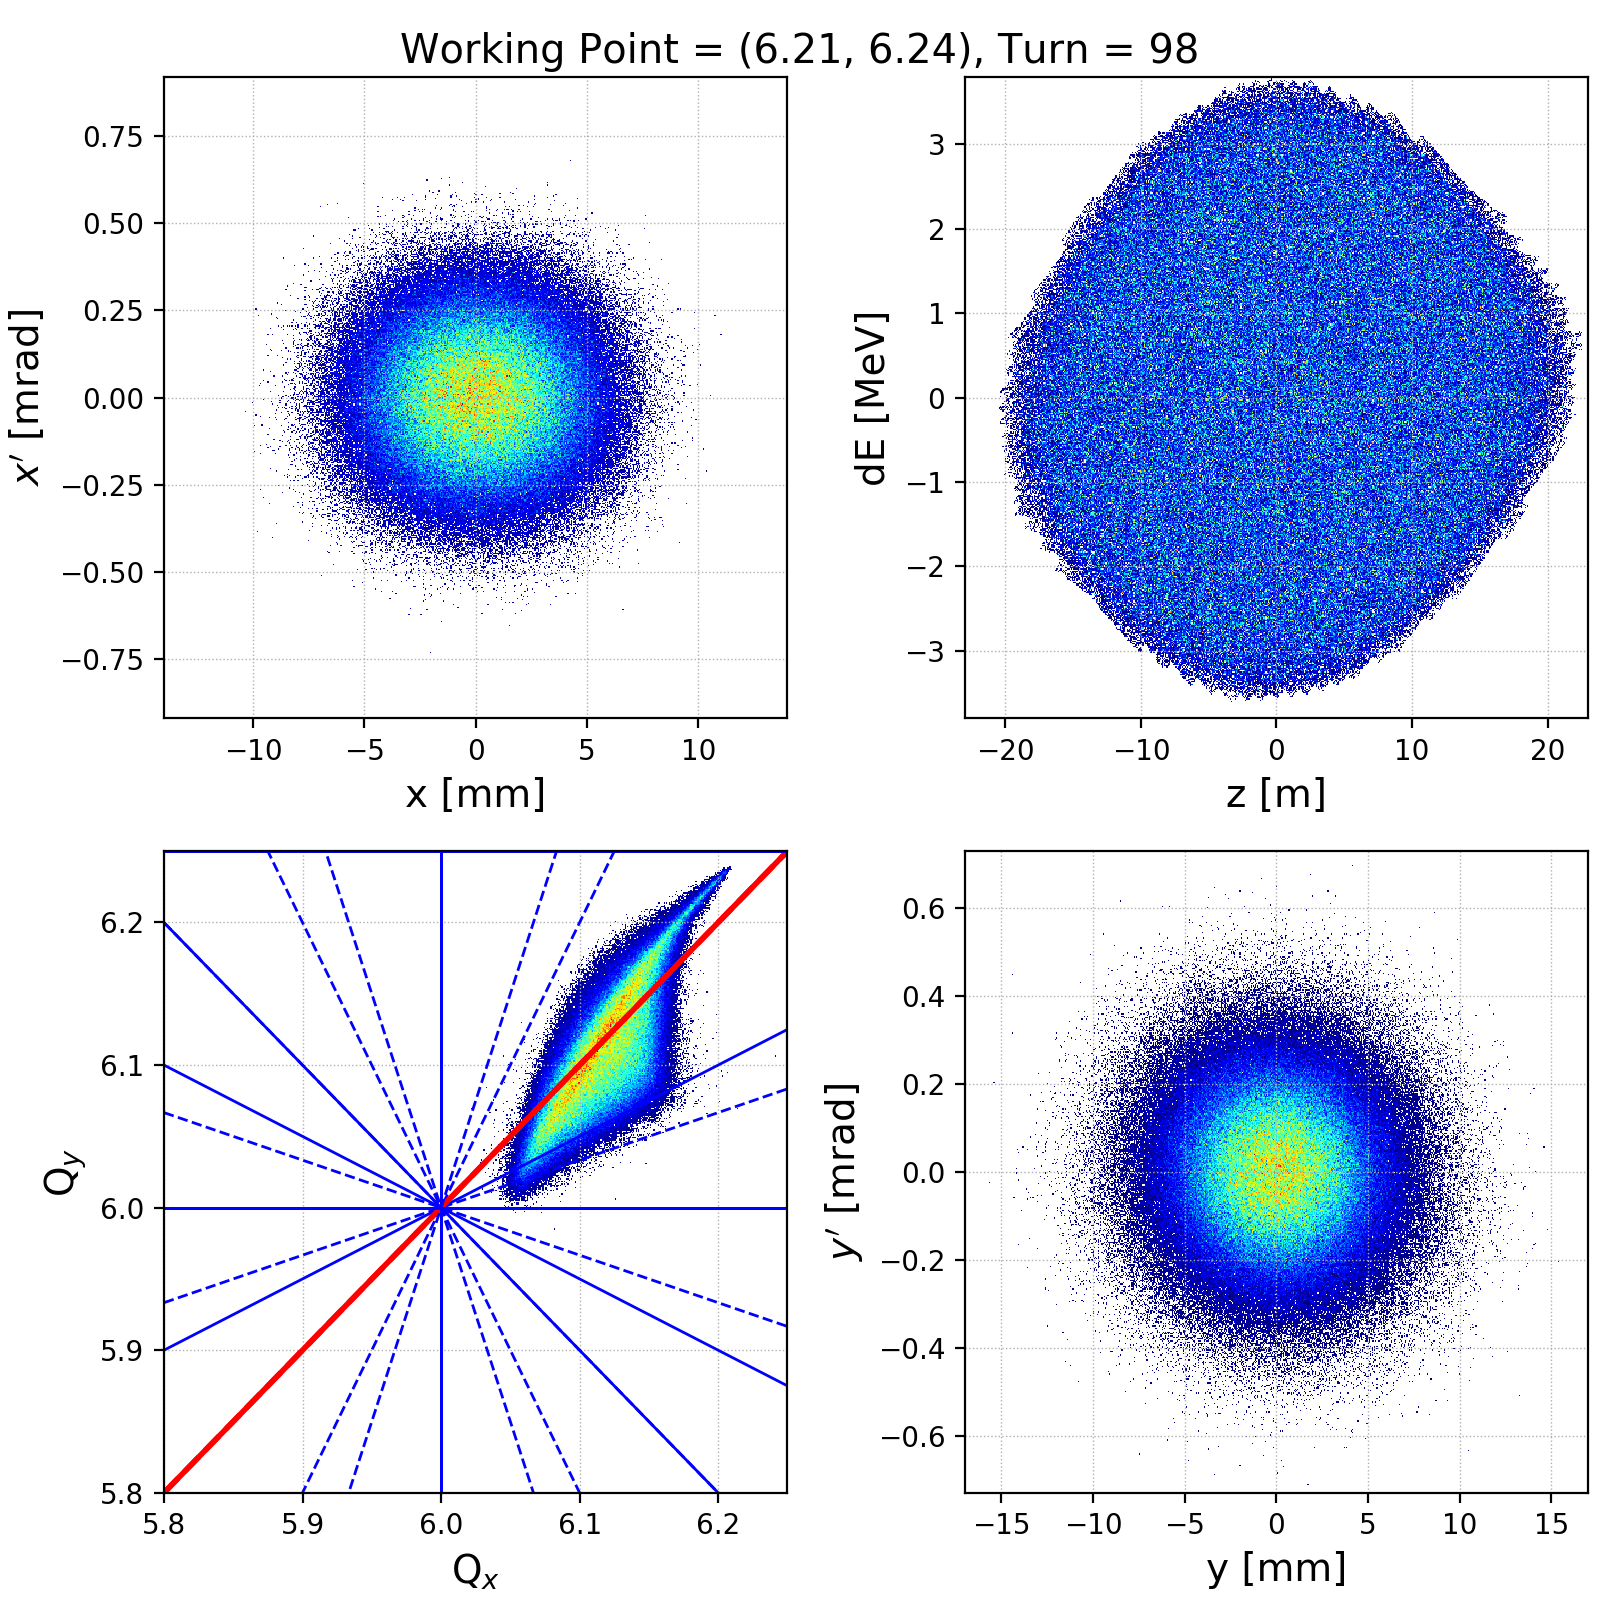 Working Point = (6.21, 6.24), Turn = 98
0.75
0.50
0.25
0.00
−0.25
−0.50
−0.75
x′ [mrad]
−10 −5 0 5 10
x [mm]
3
2
1
0
−1
−2
−3
dE [MeV]
−20 −10 0 10 20
z [m]
6.2
6.1
6.0
5.9
5.8
Qy
5.8 5.9 6.0 6.1 6.2
Qx
0.6
0.4
0.2
0.0
−0.2
−0.4
−0.6
y′ [mrad]
−15 −10 −5 0 5 10 15
y [mm]